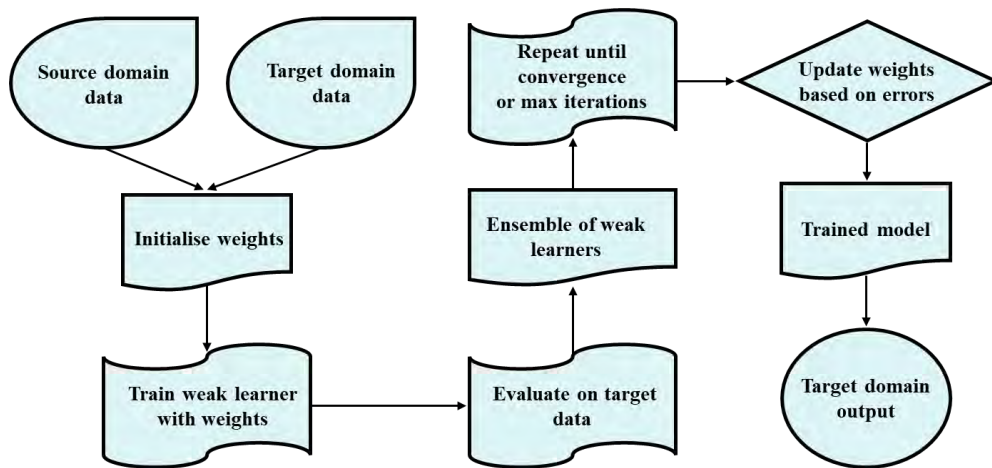 Source domain
data
Target domain
data
Initialise weights
Train weak learner
with weights
Evaluate on target
data
Ensemble of weak
learners
Repeat until
convergence
or max iterations
Update weights
based on errors
Trained model
Target domain
output